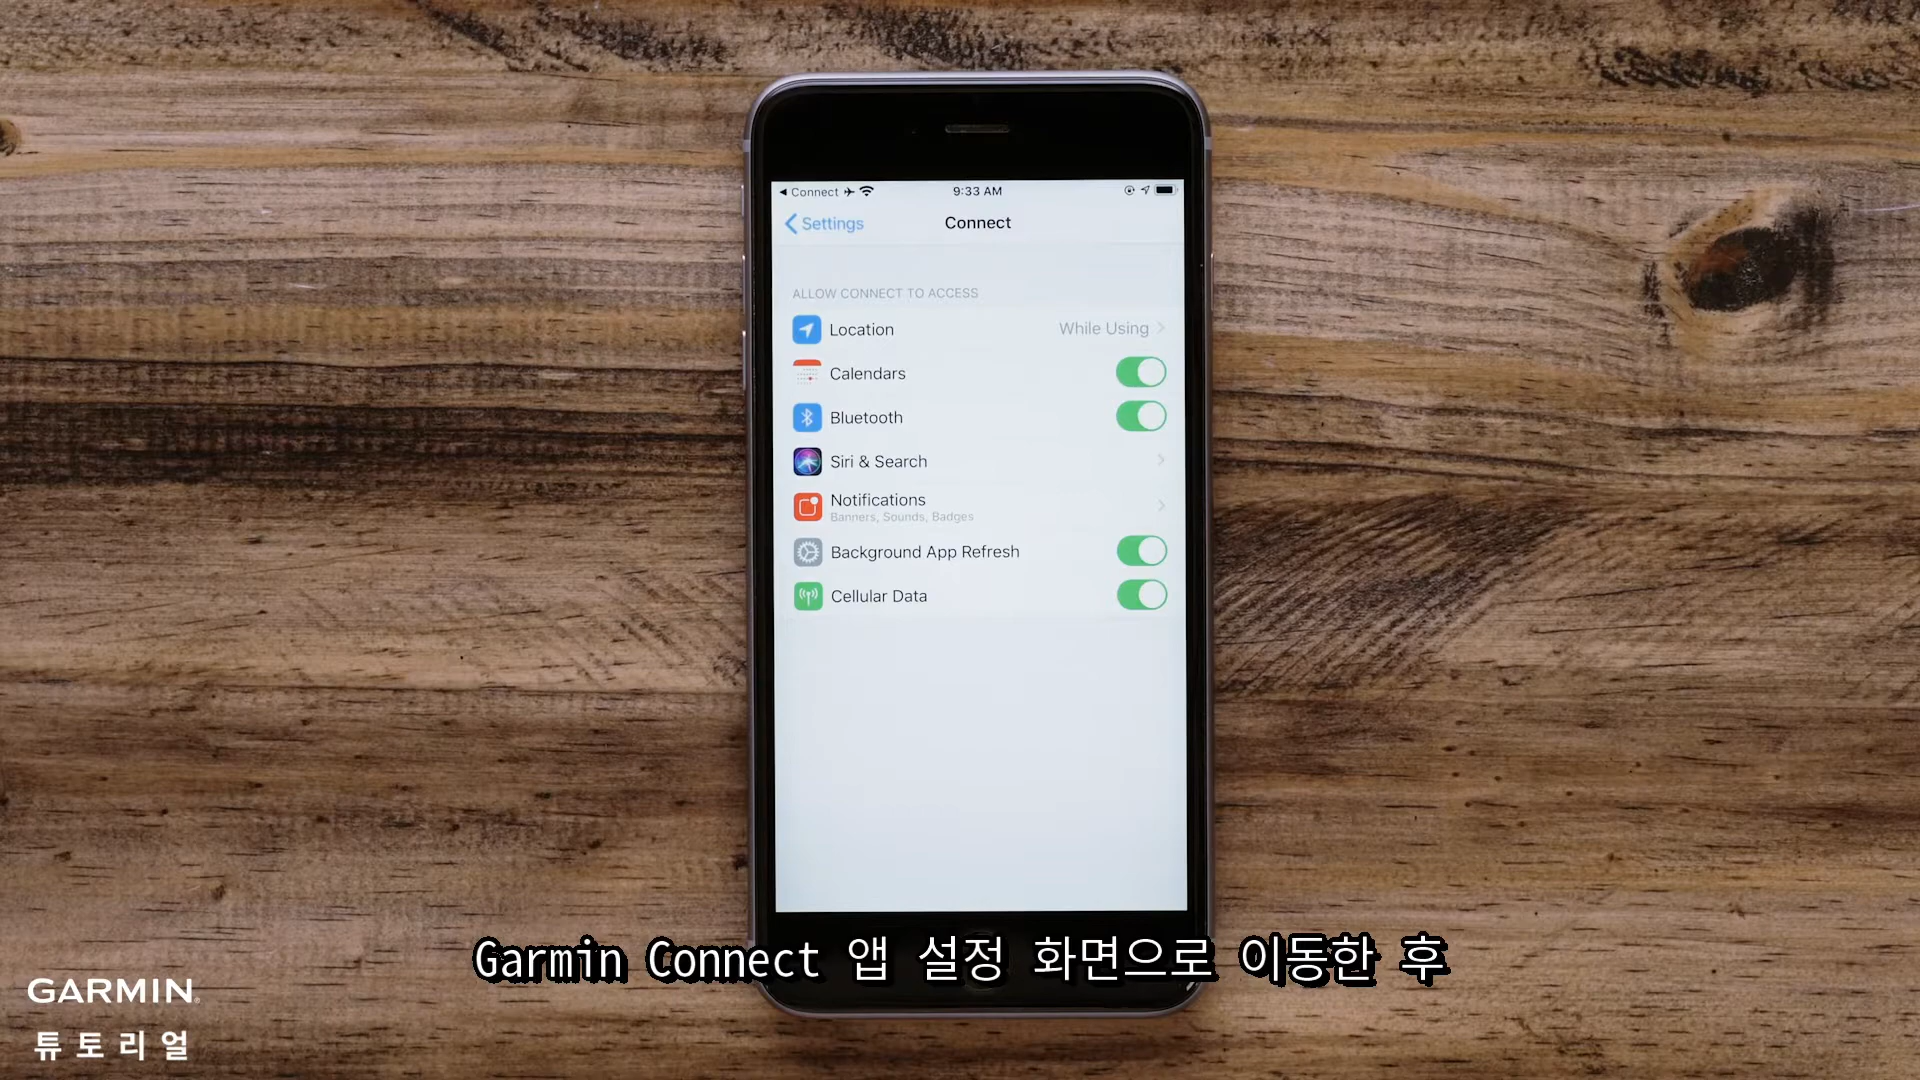 Connect
9:33 AM
Settings
Connect
ALLOW CONNECT TO ACCESS
Location
While Using
Calendars
Bluetooth
Siri & Search
Notifications
Banners, Sounds, Badges
Background App Refresh
Cellular Data
Garmin Connect 앱 설정 화면으로 이동한 후
GARMIN
튜토리얼